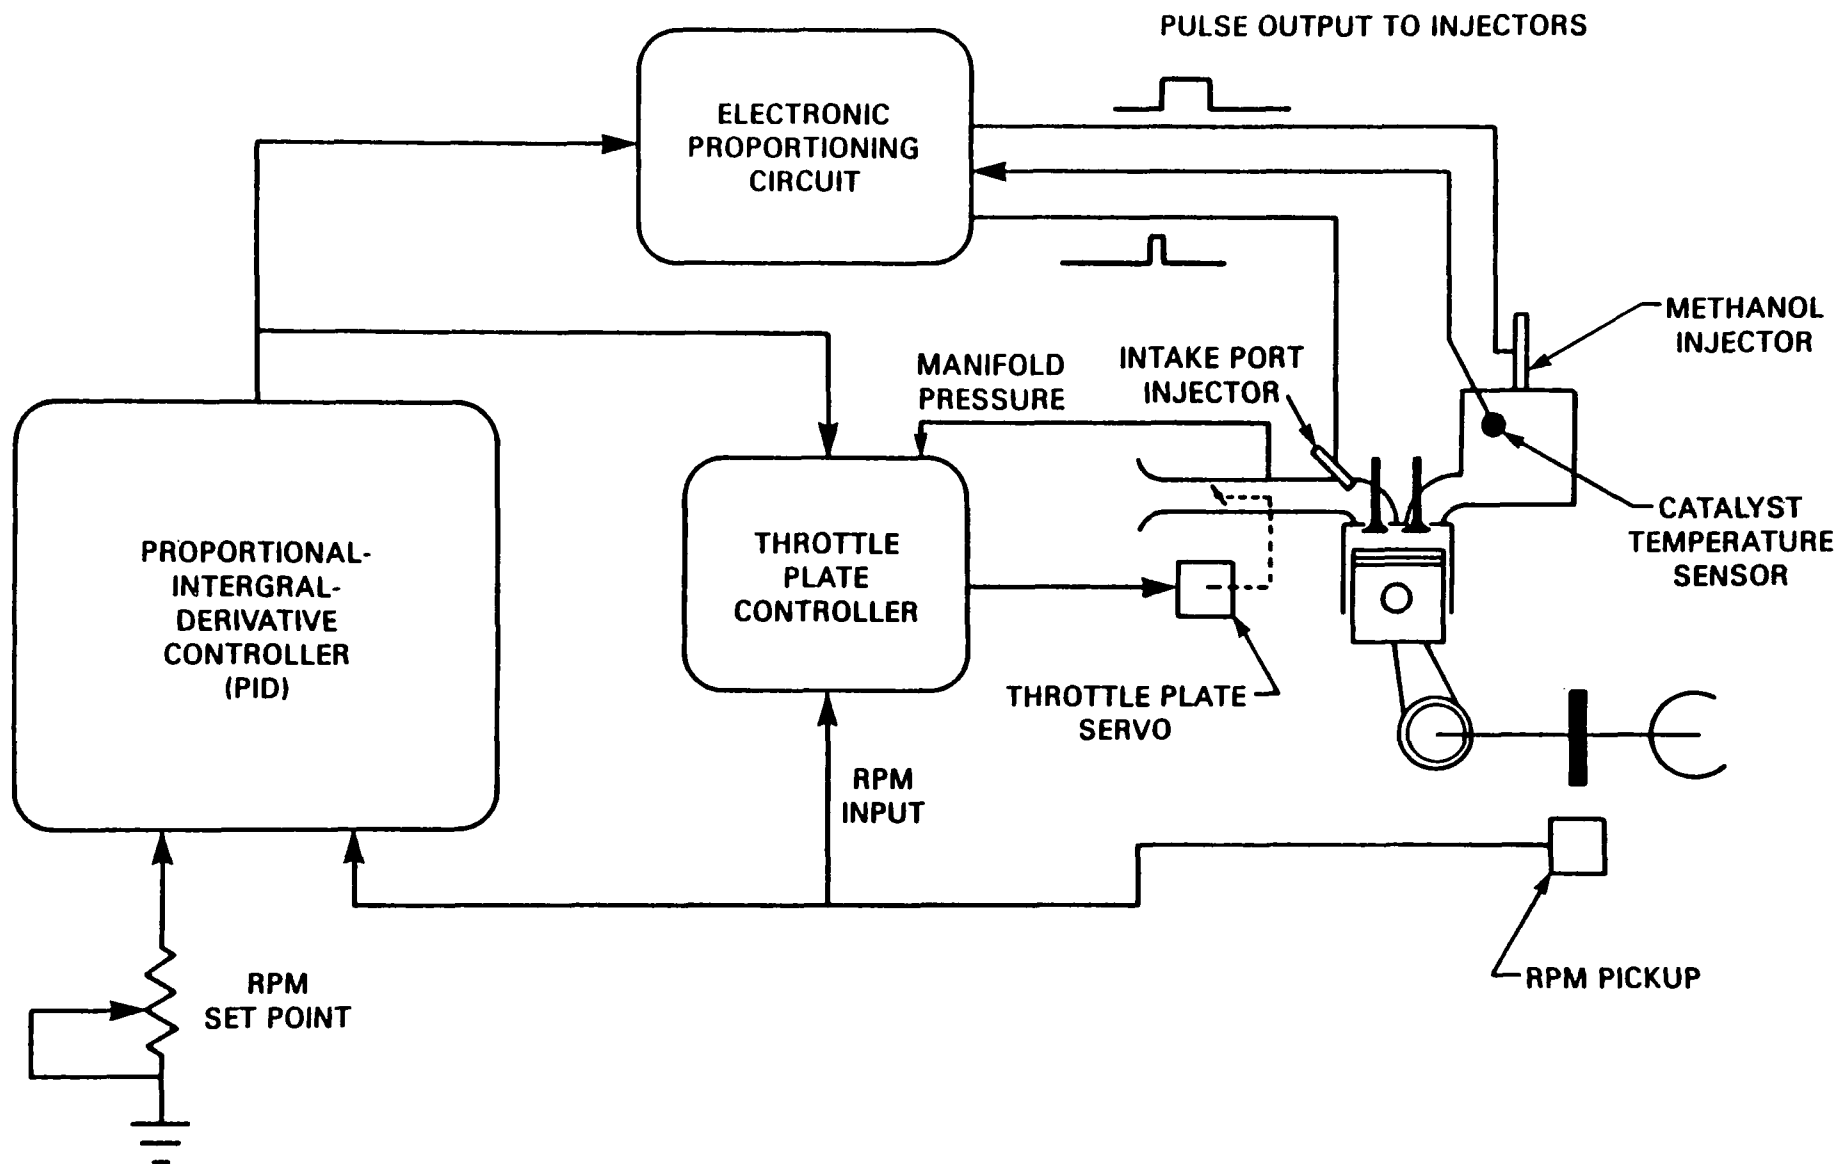 PULSE OUTPUT TO INJECTORS
ELECTRONIC
PROPORTIONING
CIRCUIT
METHANOL
INJECTOR
MANIFOLD
PRESSURE
INTAKE PORT
INJECTOR
CATALYST
TEMPERATURE
SENSOR
PROPORTIONAL-
INTERGRAL-
DERIVATIVE
CONTROLLER
(PID)
THROTTLE
PLATE
CONTROLLER
THROTTLE PLATE
SERVO
RPM
INPUT
RPM
SET POINT
RPM PICKUP